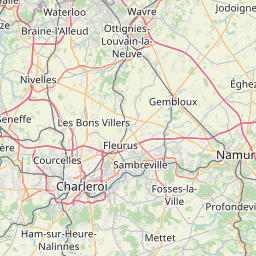 Waterloo
Wavre
Jodoigne
Braine-l'Alleud
Ottignies-
Louvain-la-
Neuve
Nivelles
Éghez
Gembloux
Seneffe
Les Bons Villers
ère
Fleurus
Namur
Courcelles
Sambreville
Charleroi
Fosses-la-
Ville
Profondevi
Ham-sur-Heure-
Nalinnes
Mettet